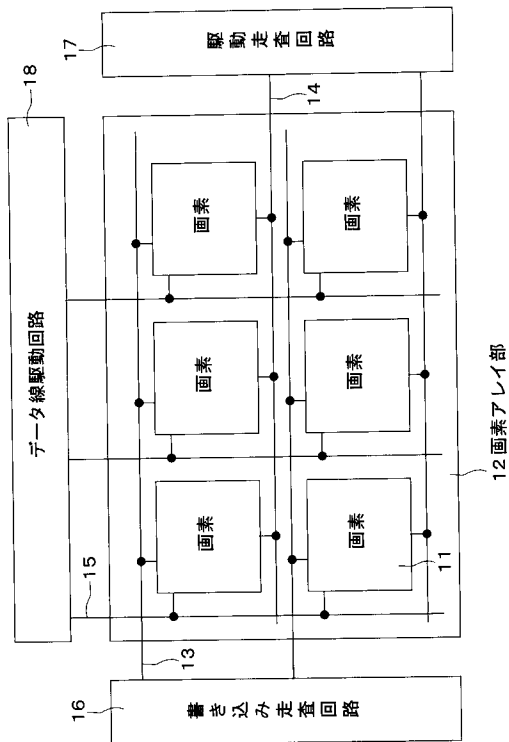 18
データ線駆動回路
17
駆動走査回路
15
14
13
画素
画素
画素
画素
画素
画素
11
12画素アレイ部
16
書き込み走査回路